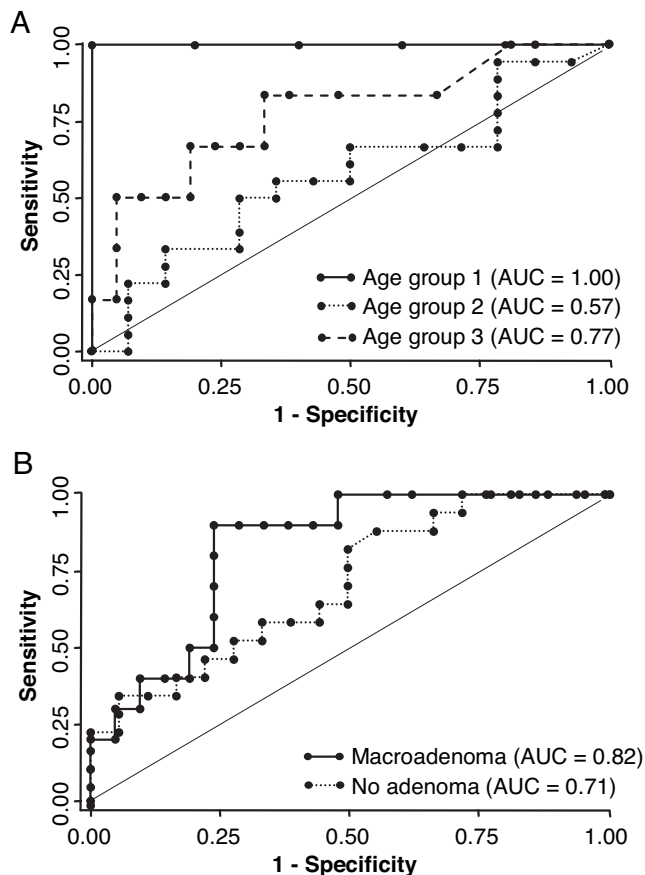 A
Sensitivity
1.00
0.75
0.50
0.25
0.00
Age group 1 (AUC = 1.00)
Age group 2 (AUC = 0.57)
Age group 3 (AUC = 0.77)
0.00 0.25 0.50 0.75 1.00
1 - Specificity
B
Sensitivity
1.00
0.75
0.50
0.25
0.00
Macroadenoma (AUC = 0.82)
No adenoma (AUC = 0.71)
0.00 0.25 0.50 0.75 1.00
1 - Specificity